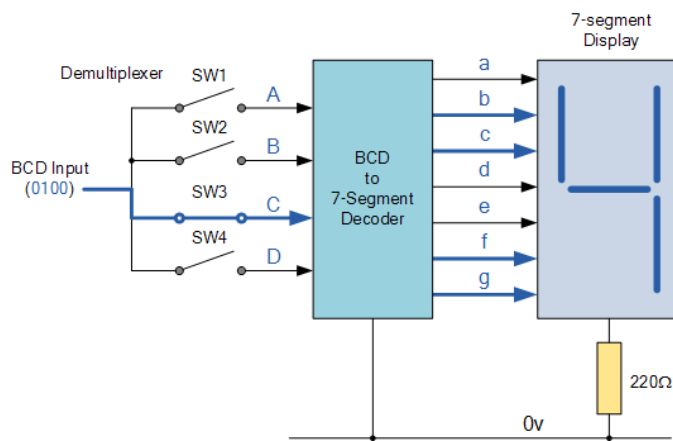 7-segment
Display
Demultiplexer
SW1
A
a
SW2
B
b
BCD Input
(0100)
SW3
C
c
BCD
to
7-Segment
Decoder
d
SW4
D
e
f
g
220Ω
0v